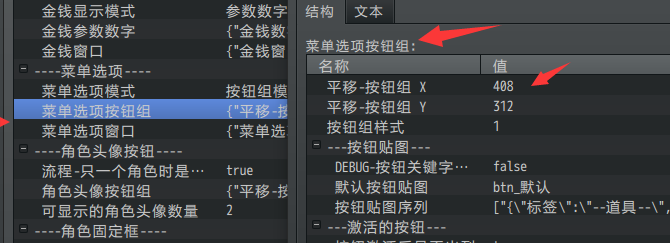 金钱显示模式 参数数字
金钱参数数字 {"金钱数
金钱窗口 {"金钱窗
----菜单选项----
菜单选项模式 按钮组模
菜单选项按钮组 {"平移-按
菜单选项窗口 {"菜单选
----角色头像按钮----
流程-只一个角色时是… true
角色头像按钮组 {"平移-按
可显示的角色头像数量 2
----角色固定框----
结构 文本
菜单选项按钮组:
名称 值
平移-按钮组 X 408
平移-按钮组 Y 312
按钮组样式 1
---按钮贴图---
DEBUG-按钮关键字… false
默认按钮贴图 btn_默认
按钮贴图序列 ["{\"标签\":\"--道具--\",
---激活的按钮---